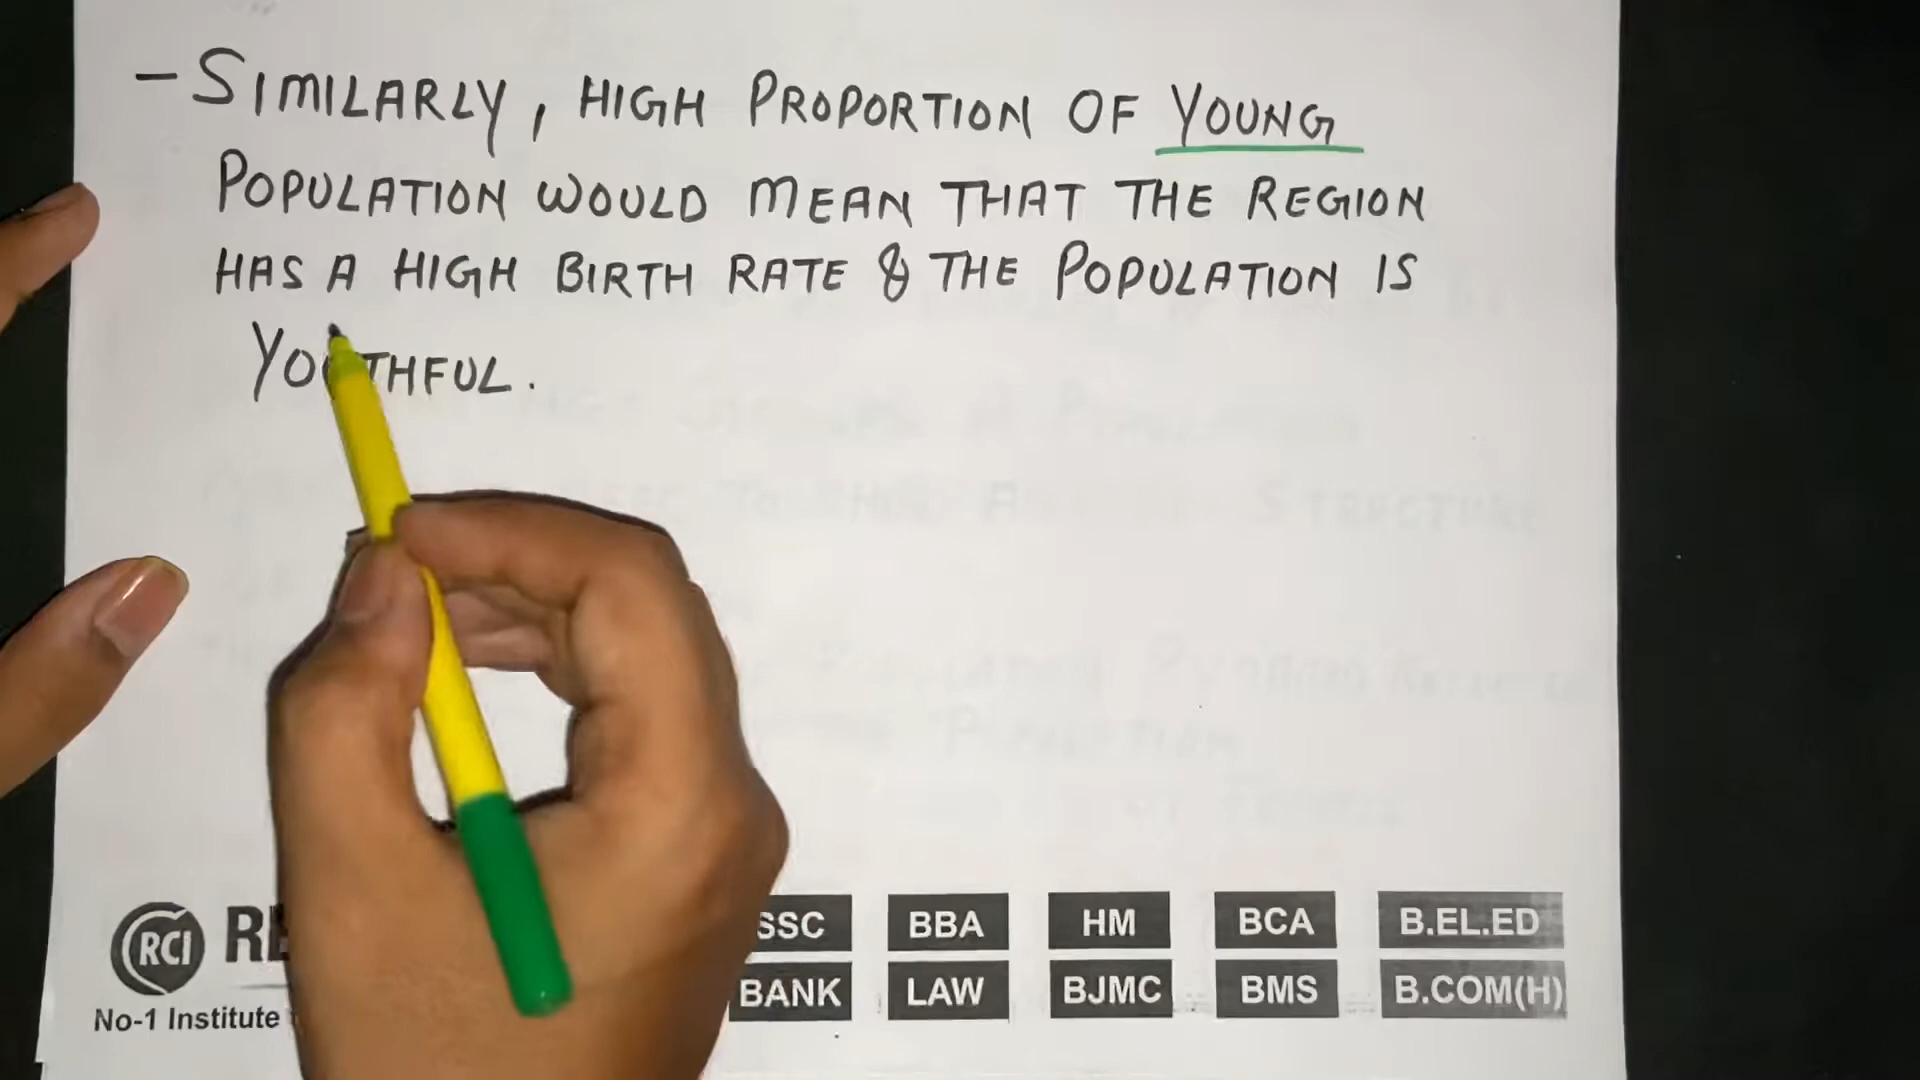 - SIMILARLY, HIGH PROPORTION OF YOUNG
POPULATION WOULD MEAN THAT THE REGION
HAS A HIGH BIRTH RATE & THE POPULATION IS
YOUTHFUL.
RCI
SSC BBA HM BCA B.EL.ED
BANK LAW BJMC BMS B.COM(H)
No-1 Institute